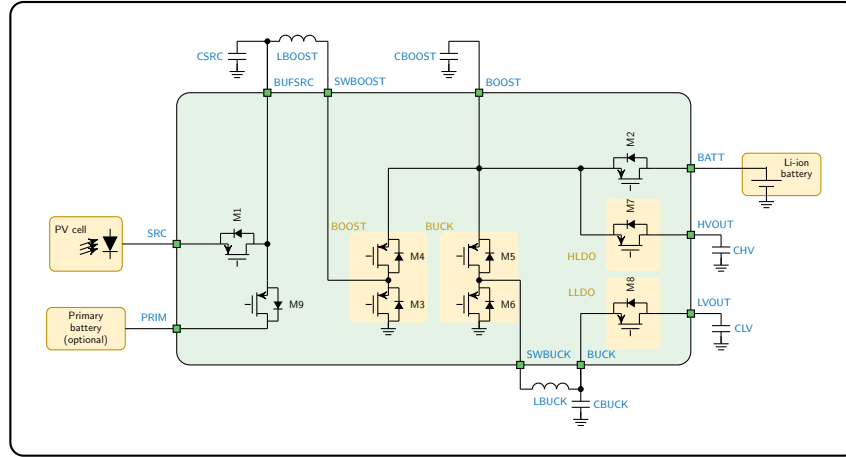 CSRC
LBOOST
CBOOST
BUFSRC
SWBOOST
BOOST
M2
BATT
Li-ion
battery
M7
HVOUT
CHV
PV cell
SRC
M1
BOOST
BUCK
M4
M5
HLDO
LLDO
M8
LVOUT
CLV
M9
M3
M6
Primary
battery
(optional)
PRIM
SWBUCK
BUCK
LBUCK
CBUCK